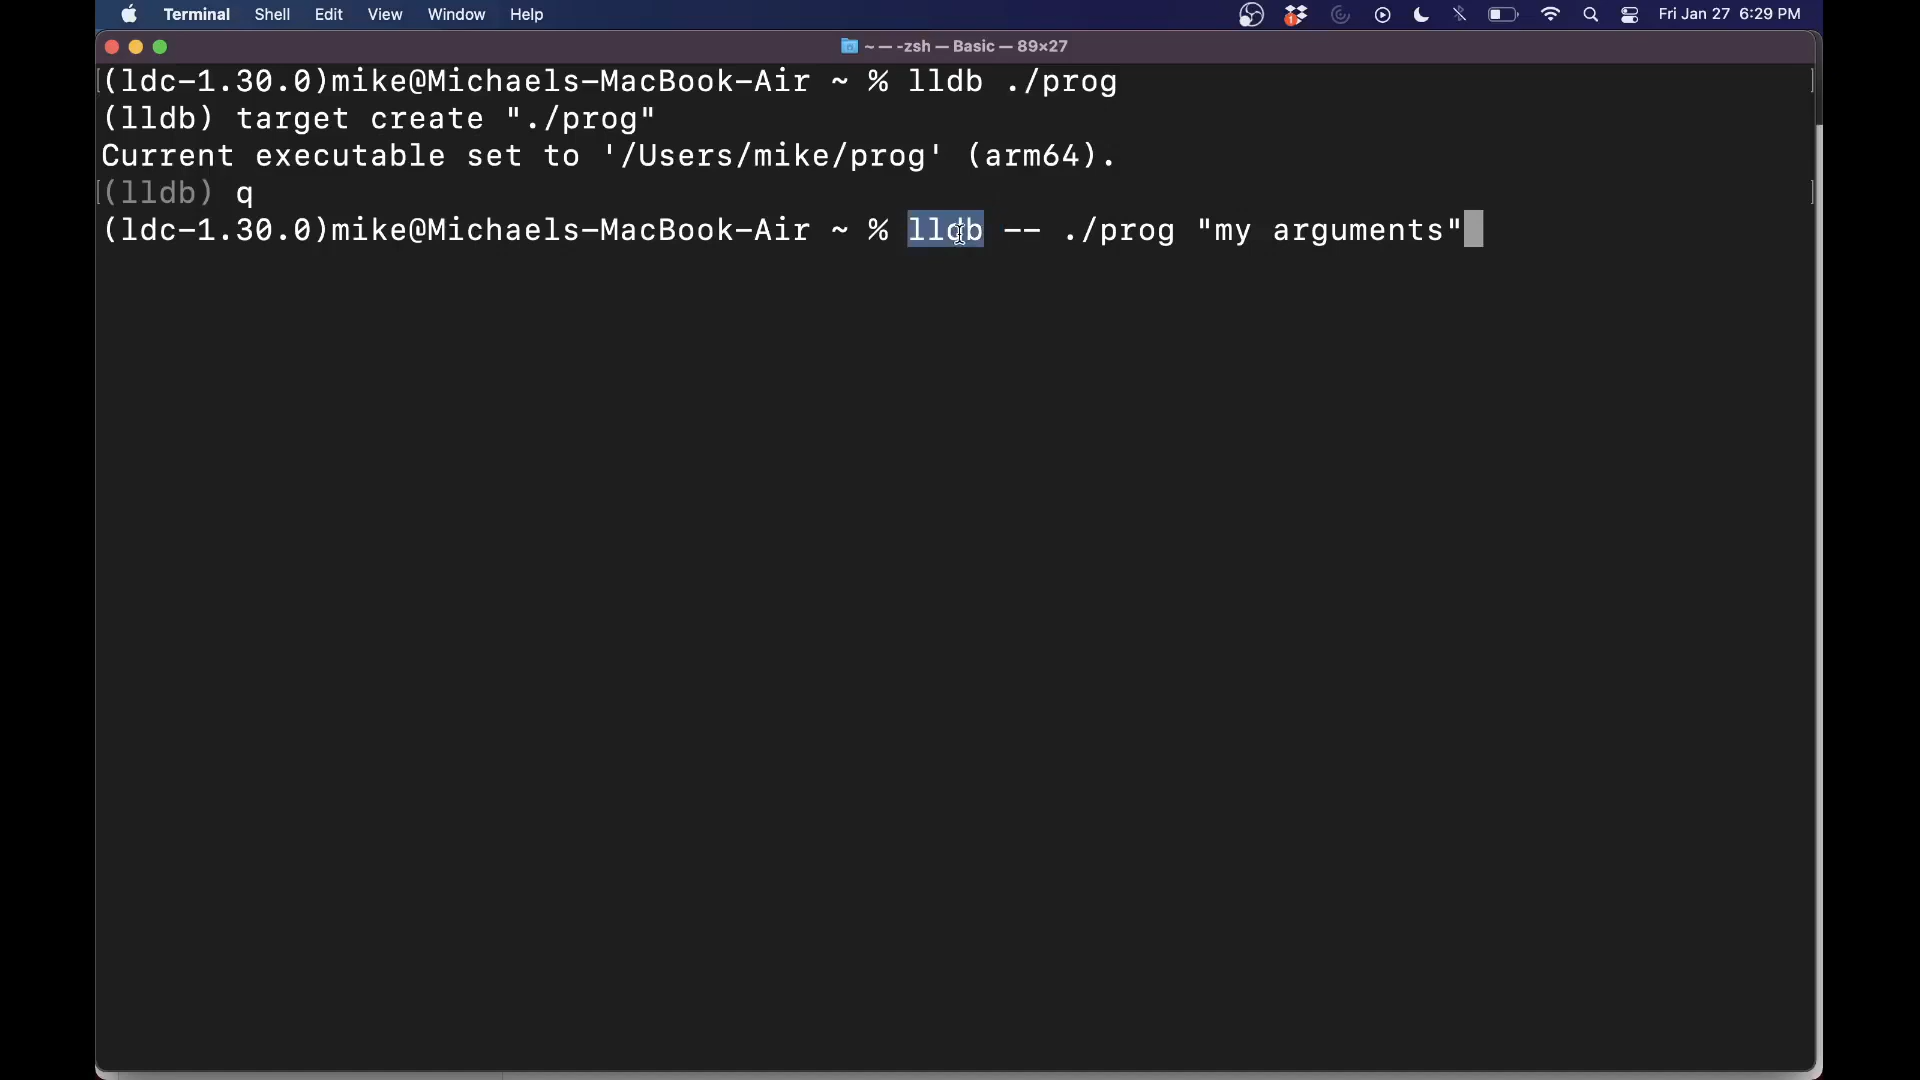 Terminal Shell Edit View Window Help 1 Fri Jan 27 6:29 PM
~ — -zsh — Basic — 89×27
(ldc-1.30.0)mike@Michaels-MacBook-Air ~ % lldb ./prog
(lldb) target create "./prog"
Current executable set to '/Users/mike/prog' (arm64).
(lldb) q
(ldc-1.30.0)mike@Michaels-MacBook-Air ~ % lldb -- ./prog "my arguments"